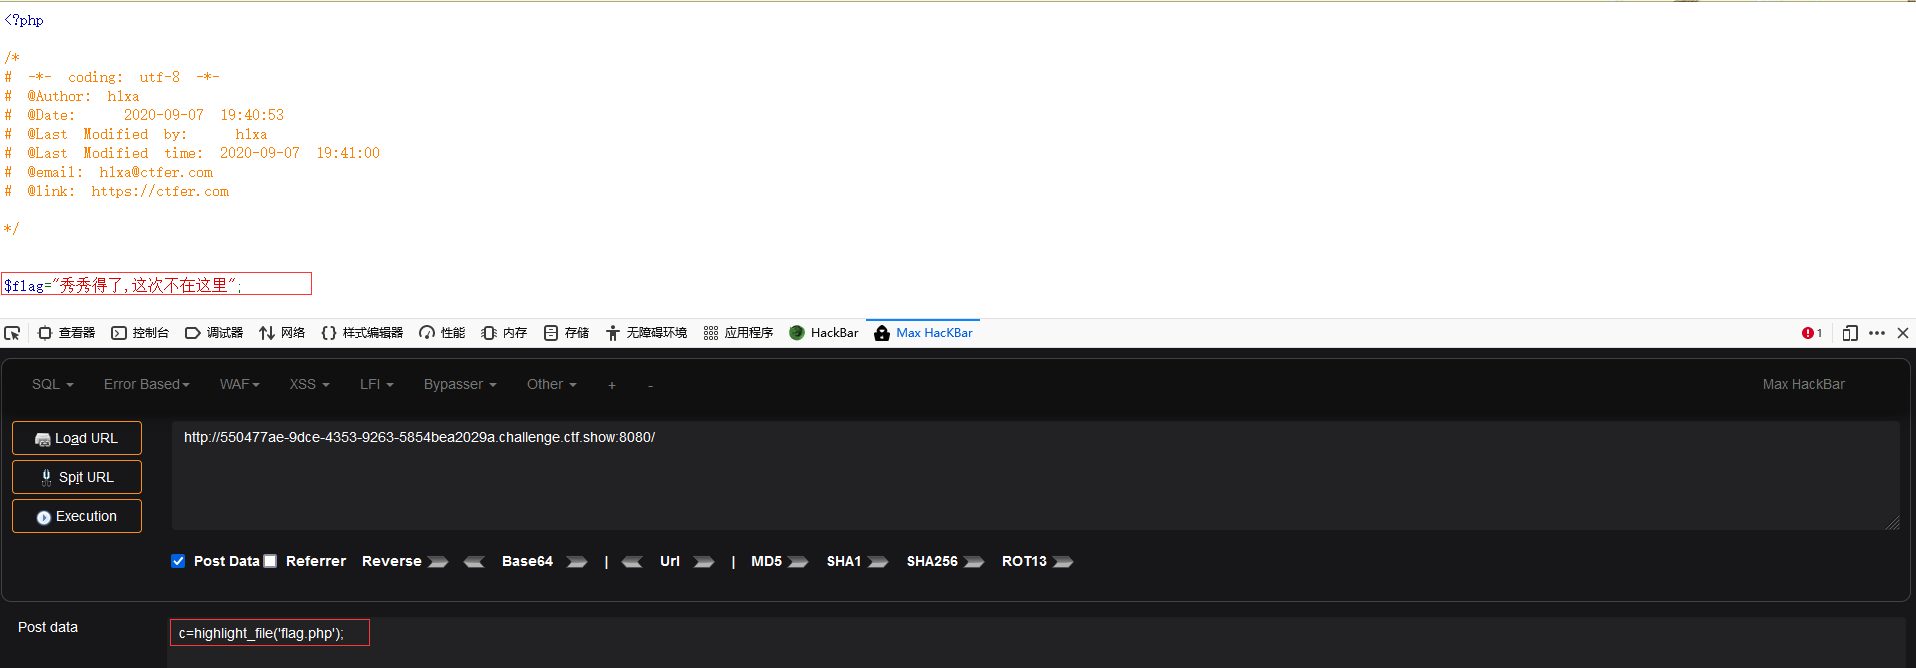 <?php
/*
# -*- coding: utf-8 -*-
# @Author: h1xa
# @Date: 2020-09-07 19:40:53
# @Last Modified by: h1xa
# @Last Modified time: 2020-09-07 19:41:00
# @email: h1xa@ctfer.com
# @link: https://ctfer.com
*/
$flag="秀秀得了,这次不在这里";
查看器 控制台 调试器 网络 {} 样式编辑器 性能 内存 存储 无障碍环境 应用程序 HackBar Max HacKBar 1
SQL Error Based WAF XSS LFI Bypasser Other + - Max HackBar
Load URL http://550477ae-9dce-4353-9263-5854bea2029a.challenge.ctf.show:8080/
Spit URL
Execution
Post Data Referrer Reverse Base64 | Url | MD5 SHA1 SHA256 ROT13
Post data c=highlight_file('flag.php');